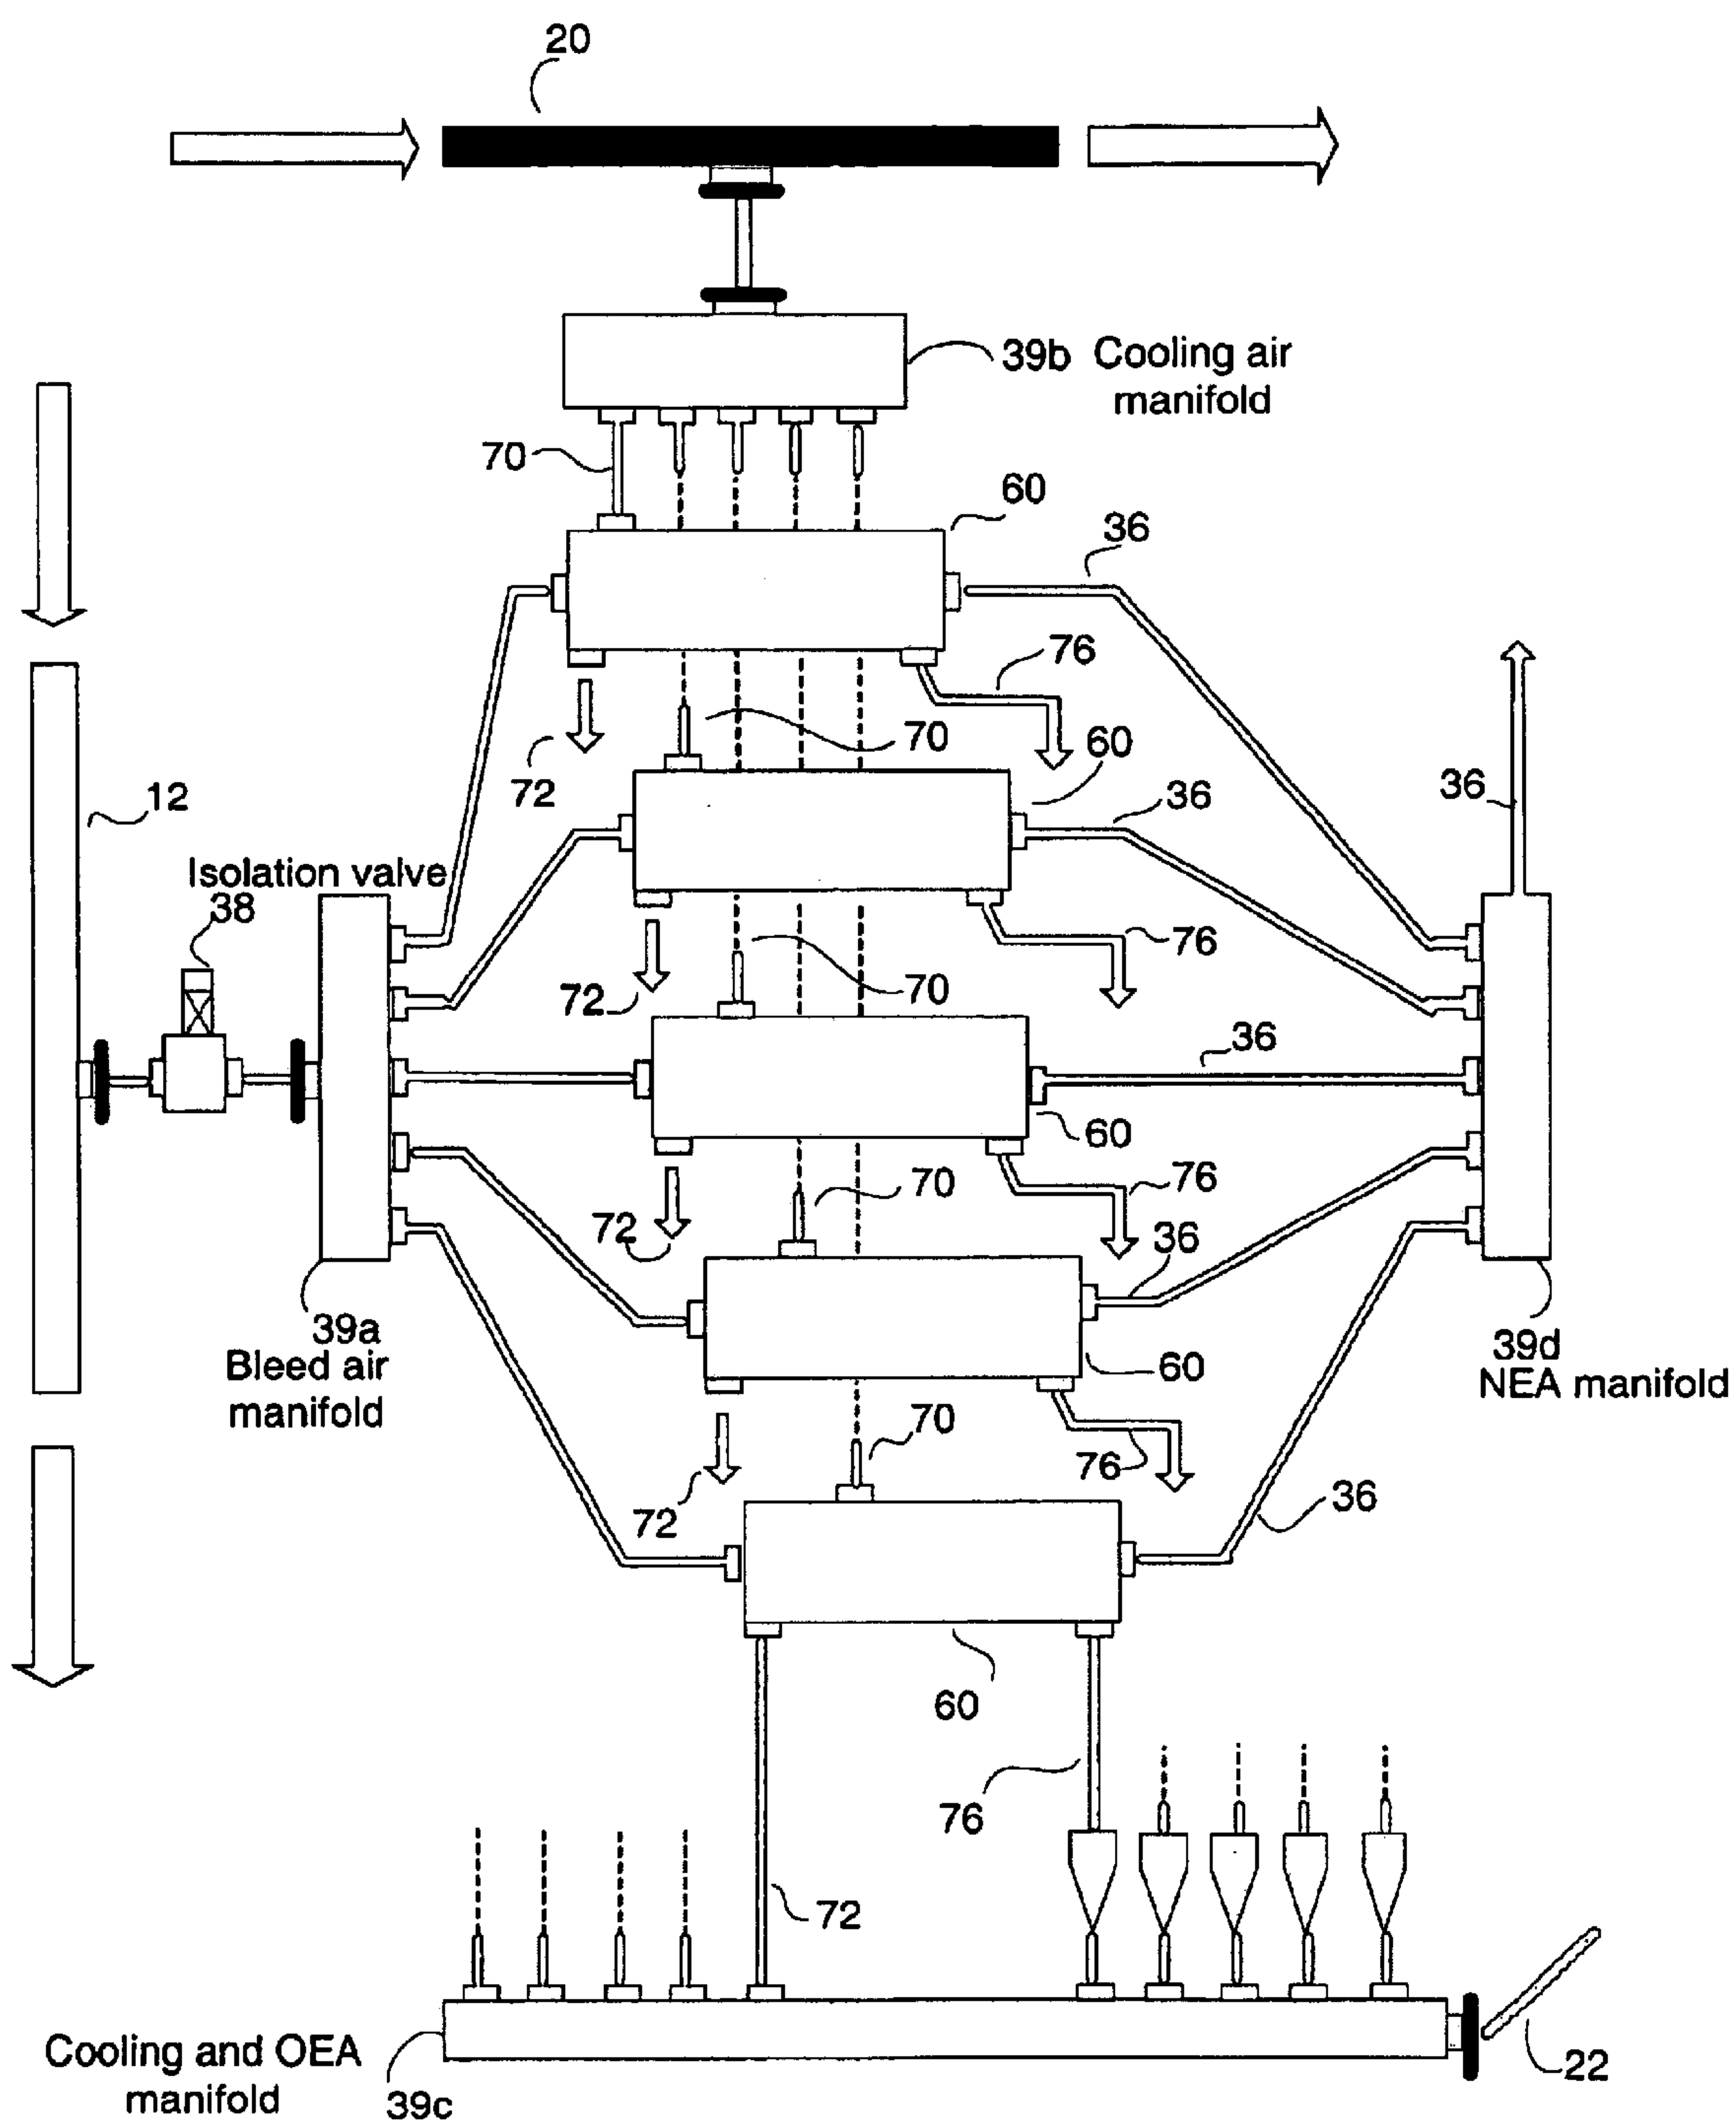 20
39b Cooling air
manifold
70
60
36
76
70
60
72
36
36
12
Isolation valve
38
76
70
72
36
60
76
70
72
36
39a
Bleed air
manifold
39d
NEA manifold
60
70
76
72
36
60
76
72
Cooling and OEA
manifold
39c
22